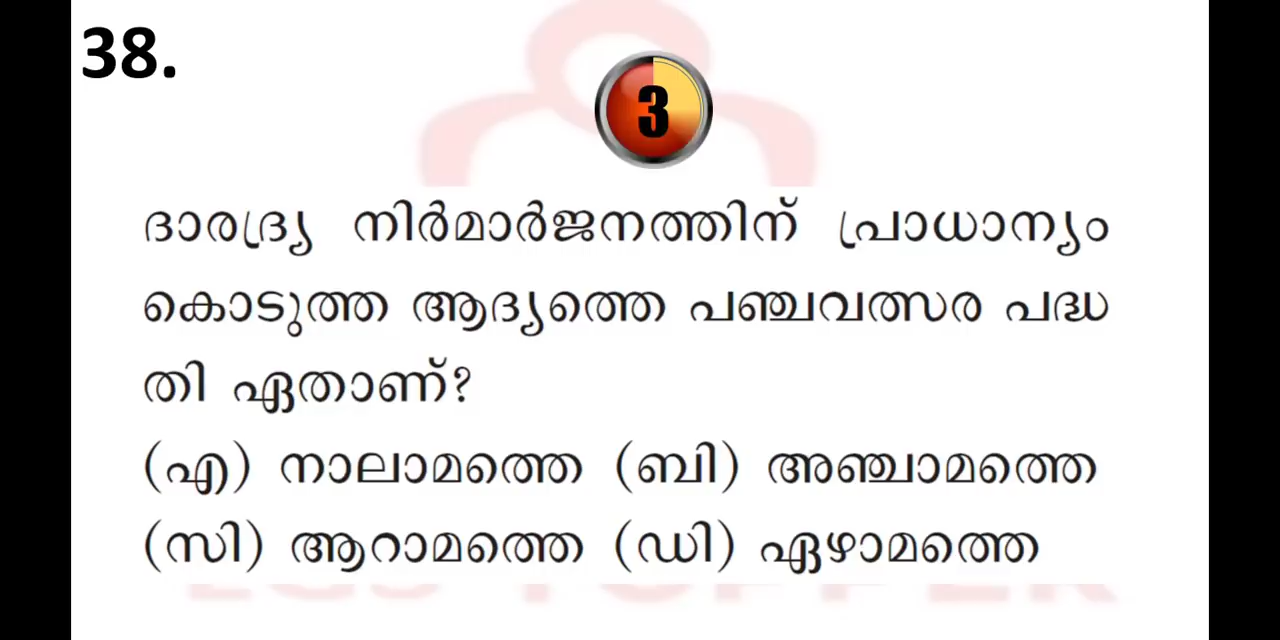 38.
3
ദാരദ്ര്യ നിർമാർജനത്തിന് പ്രാധാന്യം
കൊടുത്ത ആദ്യത്തെ പഞ്ചവത്സര പദ്ധ
തി ഏതാണ്?
(എ) നാലാമത്തെ (ബി) അഞ്ചാമത്തെ
(സി) ആറാമത്തെ (ഡി) ഏഴാമത്തെ